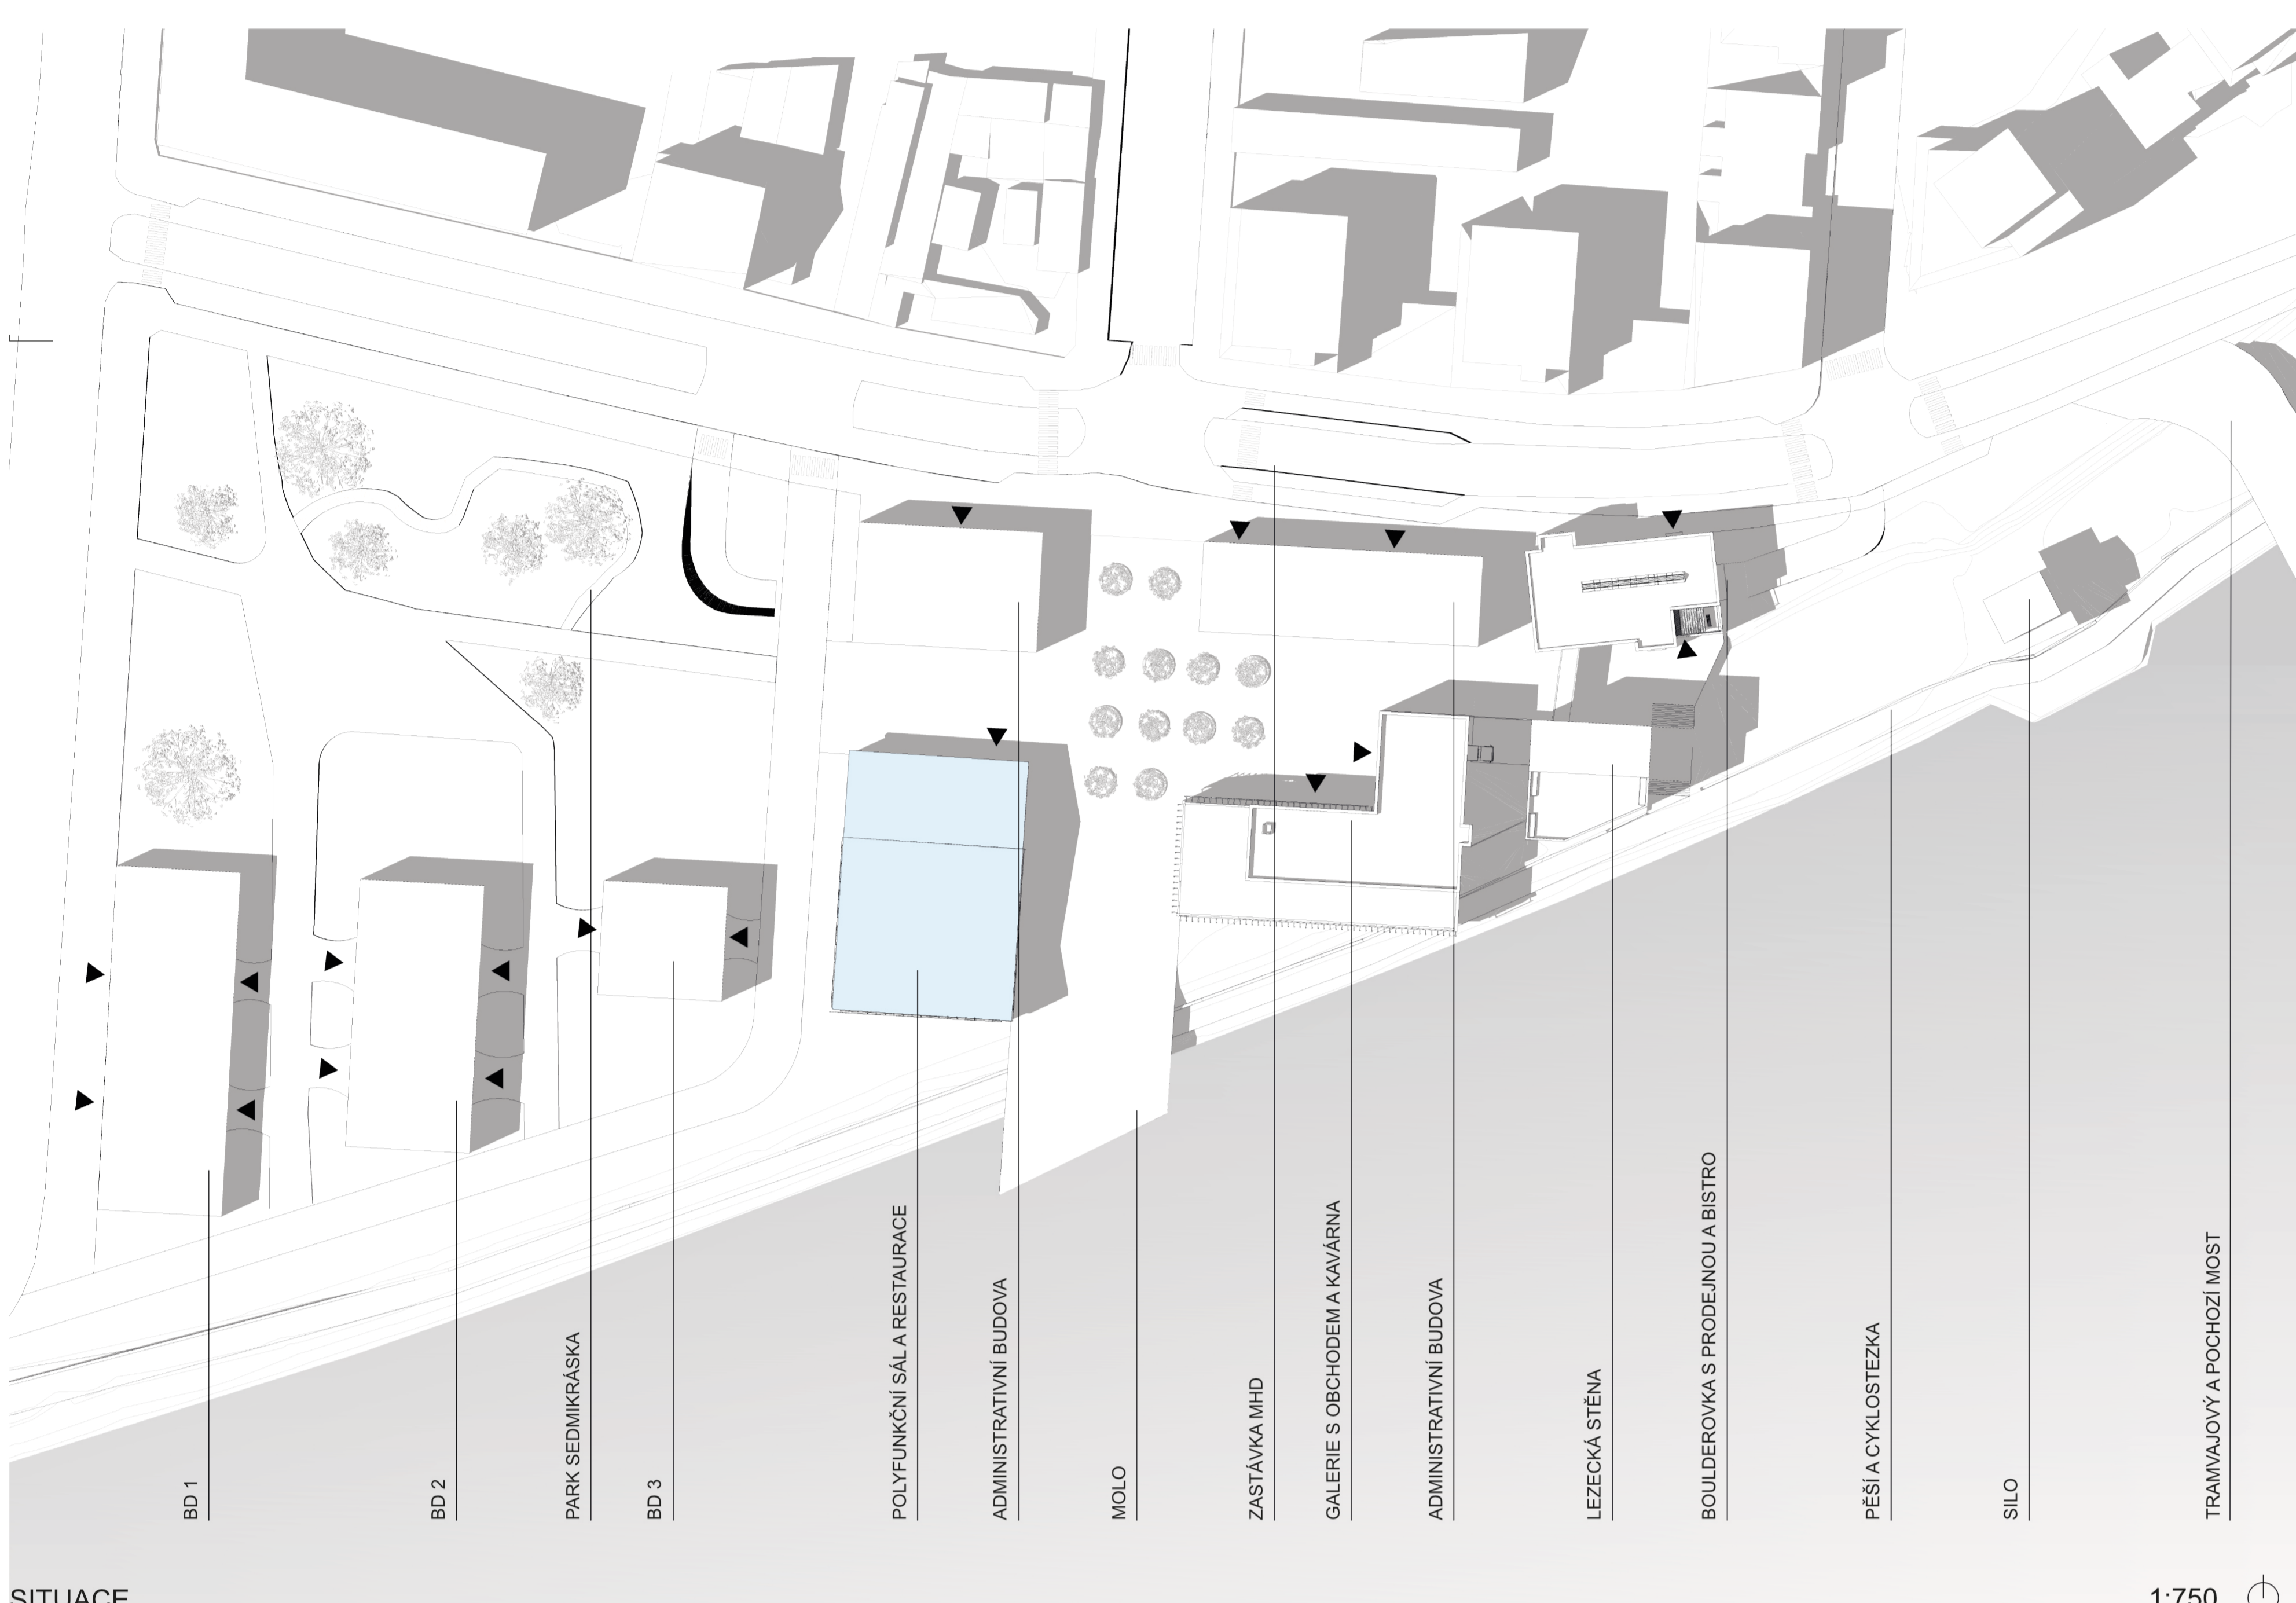 BD 1
BD 2
PARK SEDMIKRÁSKA
BD 3
POLYFUNKČNÍ SÁL A RESTAURACE
ADMINISTRATIVNÍ BUDOVA
MOLO
ZASTÁVKA MHD
GALERIE S OBCHODEM A KAVÁRNA
ADMINISTRATIVNÍ BUDOVA
LEZECKÁ STĚNA
BOULDEROVKA S PRODEJNOU A BISTRO
PĚŠÍ A CYKLOSTEZKA
SILO
TRAMVAJOVÝ A POCHOZÍ MOST
SITUACE
1:750